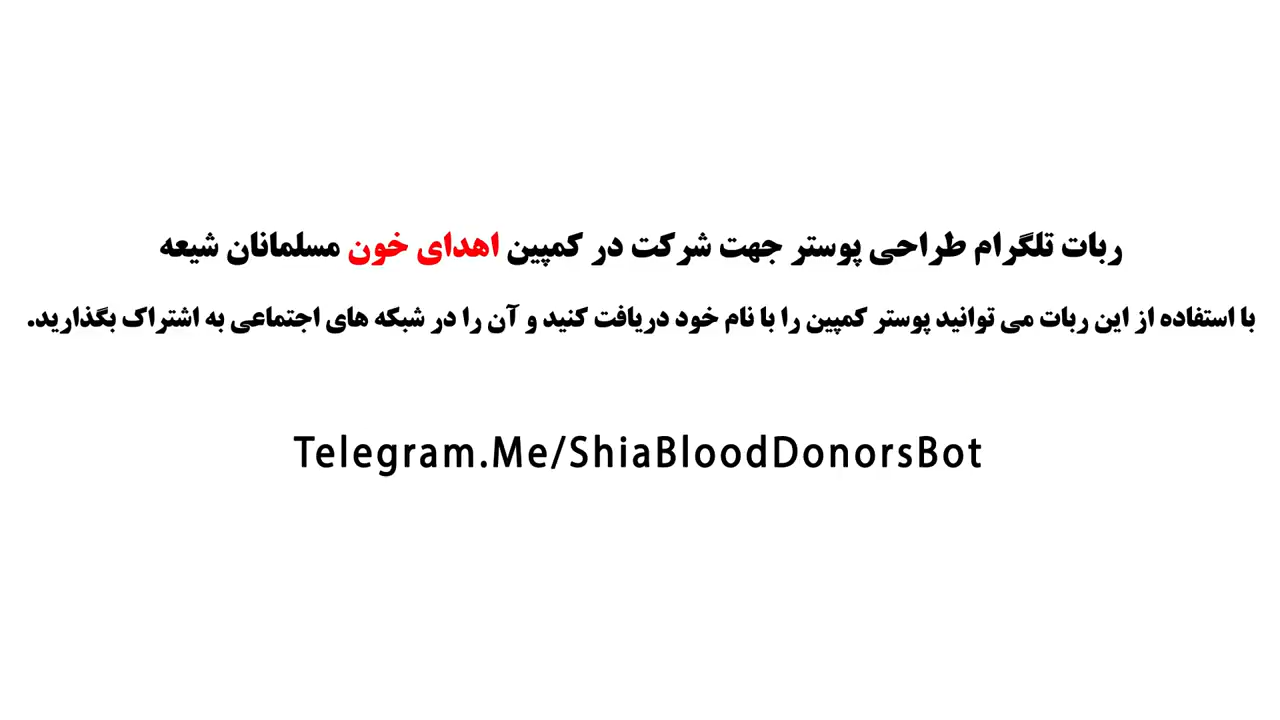 ربات تلگرام طراحی پوستر جهت شرکت در کمپین اهدای خون مسلمانان شیعه
با استفاده از این ربات می توانید پوستر کمپین را با نام خود دریافت کنید و آن را در شبکه های اجتماعی به اشتراک بگذارید.
Telegram.Me/ShiaBloodDonorsBot